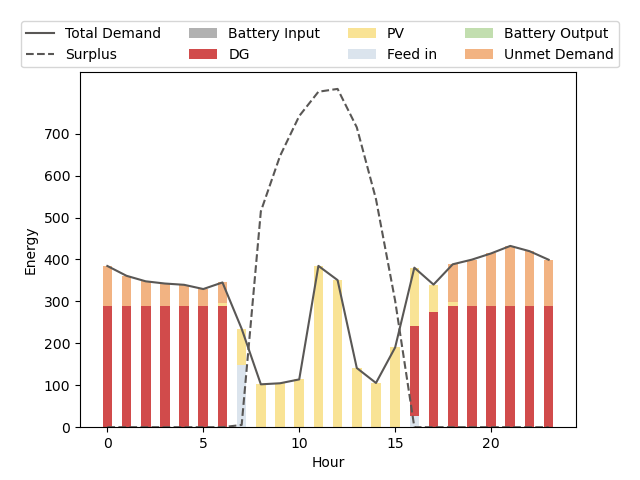 Total Demand Battery Input PV Battery Output
Surplus DG Feed in Unmet Demand
700
600
500
400
300
200
100
0
Energy
0 5 10 15 20
Hour